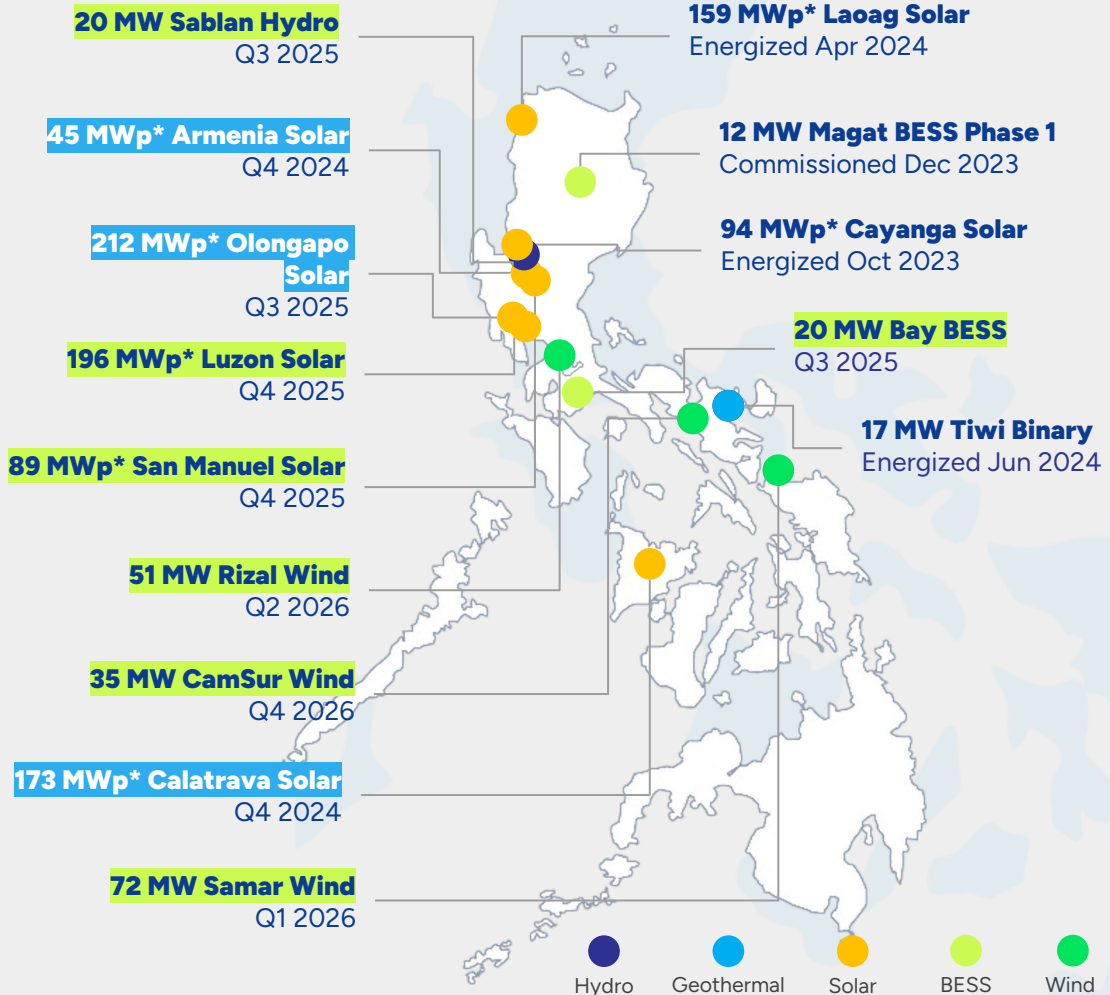 20 MW Sablan Hydro
Q3 2025
45 MWp* Armenia Solar
Q4 2024
212 MWp* Olongapo
Solar
Q3 2025
196 MWp* Luzon Solar
Q4 2025
89 MWp* San Manuel Solar
Q4 2025
51 MW Rizal Wind
Q2 2026
35 MW CamSur Wind
Q4 2026
173 MWp* Calatrava Solar
Q4 2024
72 MW Samar Wind
Q1 2026
159 MWp* Laoag Solar
Energized Apr 2024
12 MW Magat BESS Phase 1
Commissioned Dec 2023
94 MWp* Cayanga Solar
Energized Oct 2023
20 MW Bay BESS
Q3 2025
17 MW Tiwi Binary
Energized Jun 2024
Hydro
Geothermal
Solar
BESS
Wind